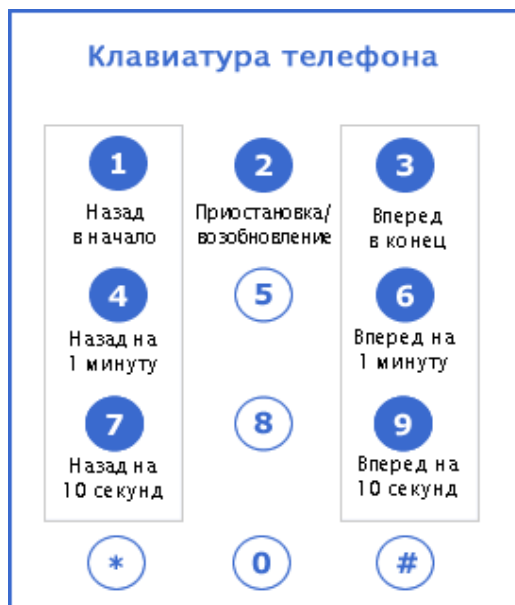 Клавиатура телефона
1 2 3
Назад Приостановка/ Вперед
в начало возобновление в конец
4 5 6
Назад на Вперед на
1 минуту 1 минуту
7 8 9
Назад на Вперед на
10 секунд 10 секунд
* 0 #